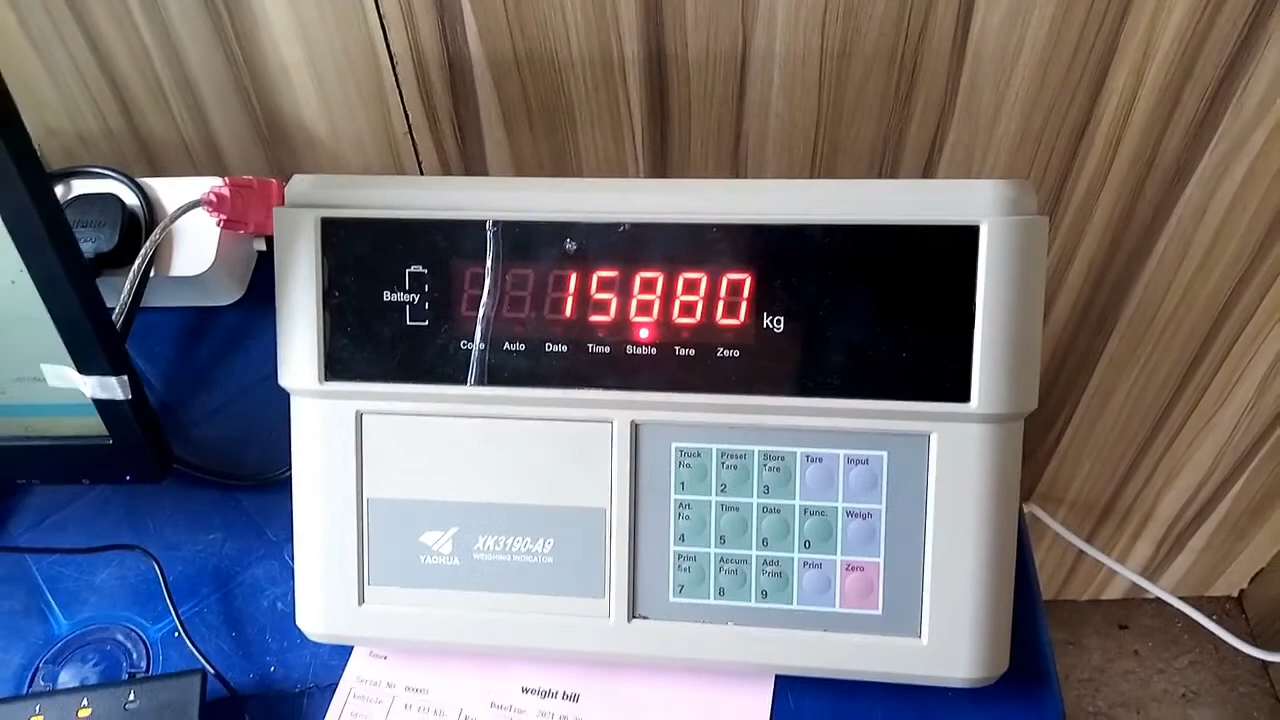 Battery
15880 kg
Code Auto Date Time Stable Tare Zero
YAOHUA
XK3190-A9
WEIGHING INDICATOR
Truck No. 1
Preset Tare 2
Store Tare 3
Tare
Input
Art. No. 4
Time 5
Date 6
Func. 0
Weigh
Print Set 7
Accum. Print 8
Add. Print 9
Print
Zero
Serial NO 000005
weight bill
DateTime
Vehicle